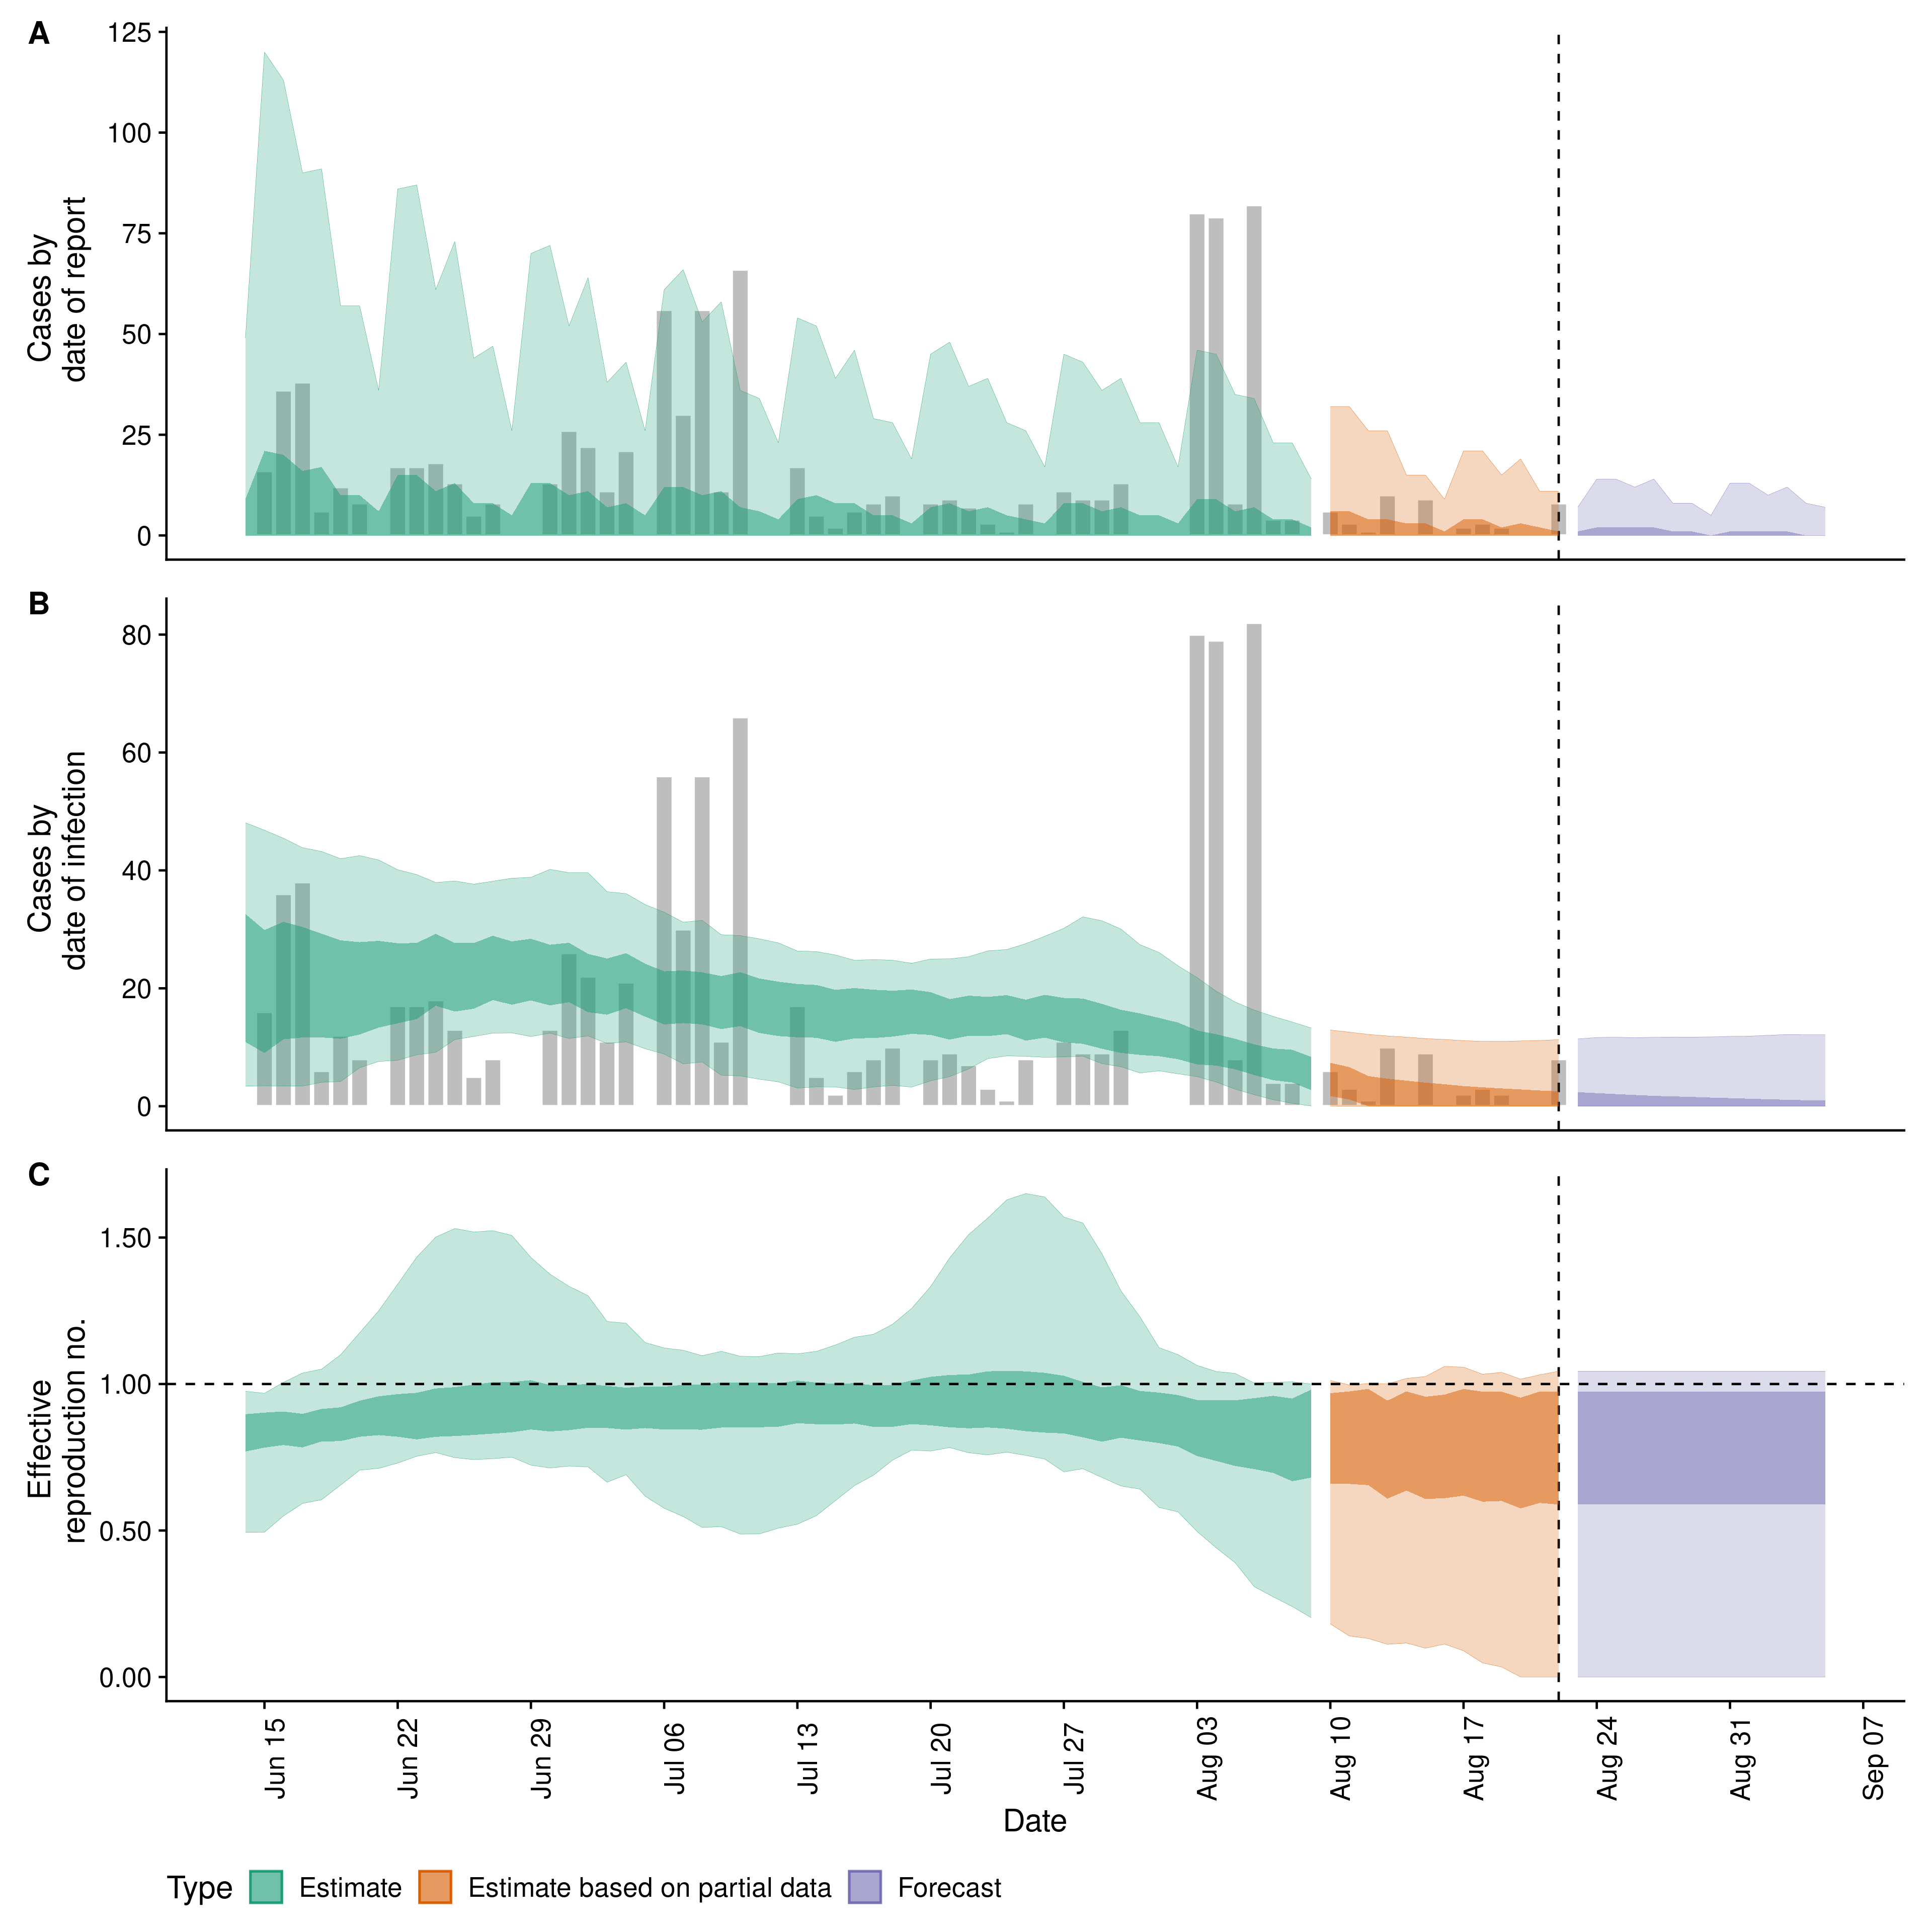 A
125
100
75
50
25
0
Cases by
date of report
B
80
60
40
20
0
Cases by
date of infection
C
1.50
1.00
0.50
0.00
Effective
reproduction no.
Jun 15
Jun 22
Jun 29
Jul 06
Jul 13
Jul 20
Jul 27
Aug 03
Aug 10
Aug 17
Aug 24
Aug 31
Sep 07
Date
Type Estimate Estimate based on partial data Forecast